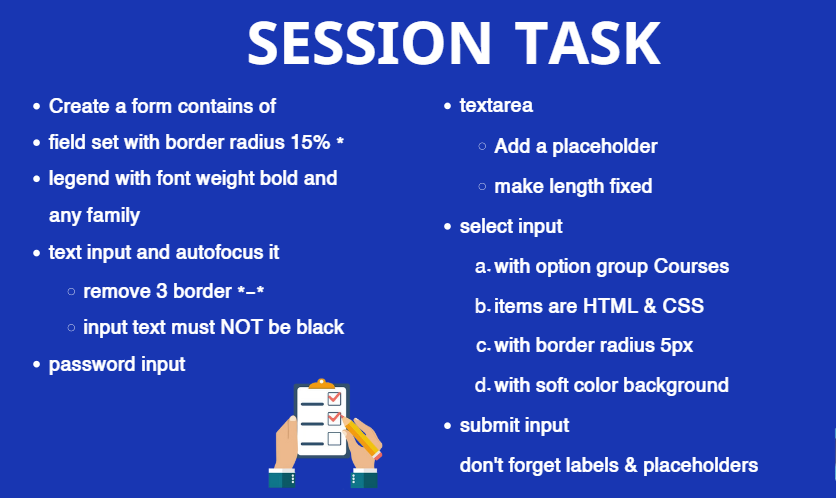 SESSION TASK
• Create a form contains of
• field set with border radius 15% *
• legend with font weight bold and
any family
• text input and autofocus it
○ remove 3 border *–*
○ input text must NOT be black
• password input
• textarea
○ Add a placeholder
○ make length fixed
• select input
a. with option group Courses
b. items are HTML & CSS
c. with border radius 5px
d. with soft color background
• submit input
don't forget labels & placeholders